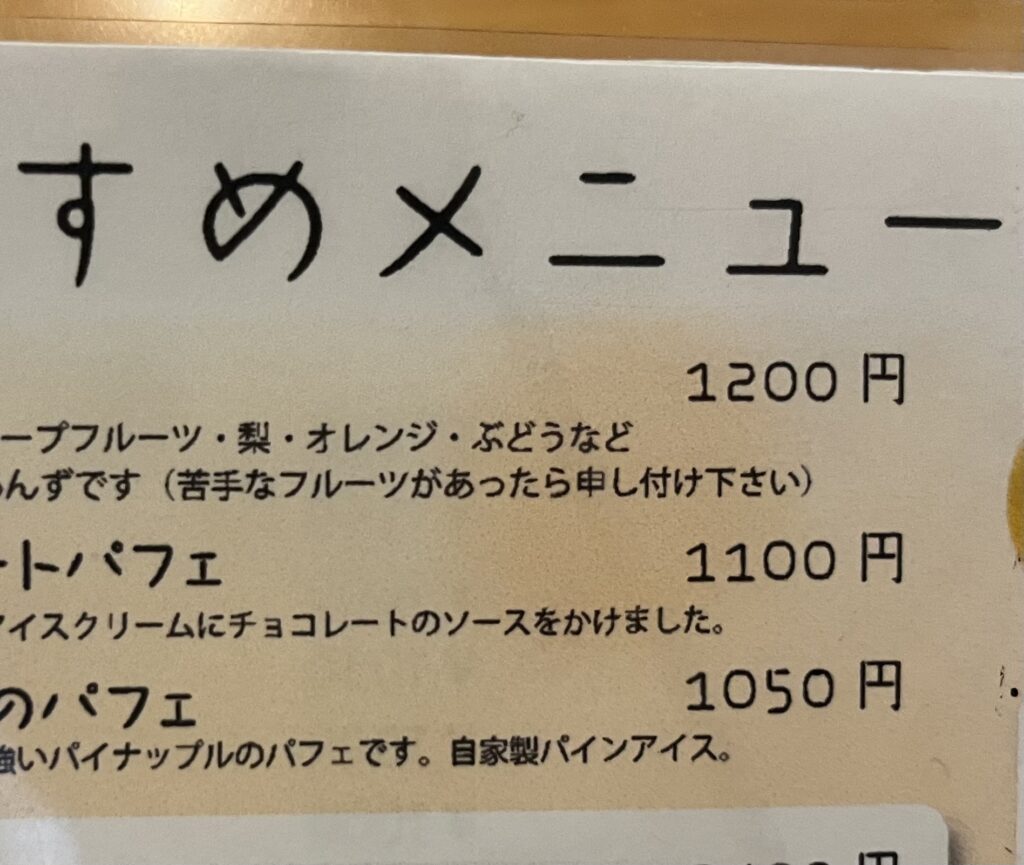 すすめメニュー
1200 円
ープフルーツ・梨・オレンジ・ぶどうなど
んずです（苦手なフルーツがあったら申し付け下さい）
ートパフェ 1100 円
アイスクリームにチョコレートのソースをかけました。
のパフェ 1050 円
強いパイナップルのパフェです。自家製パインアイス。
円